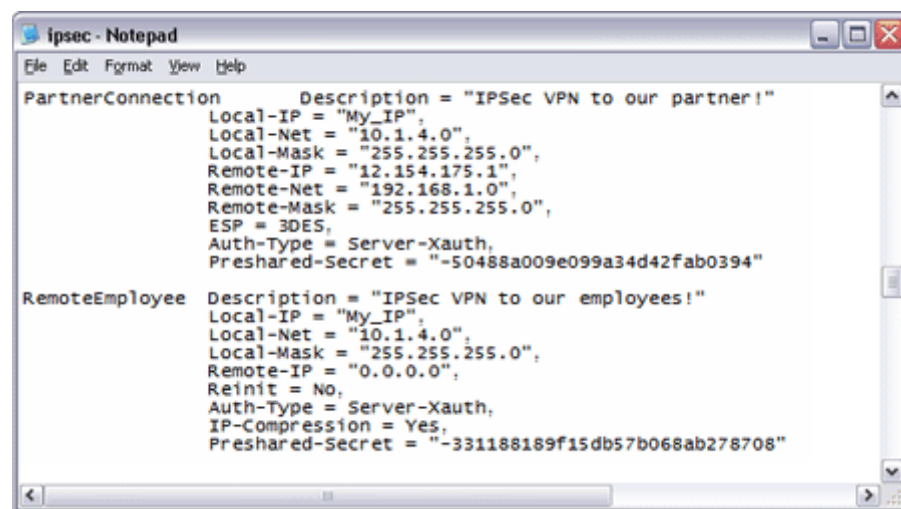 ipsec - Notepad
File Edit Format View Help
PartnerConnection Description = "IPSec VPN to our partner!"
Local-IP = "My_IP",
Local-Net = "10.1.4.0",
Local-Mask = "255.255.255.0",
Remote-IP = "12.154.175.1",
Remote-Net = "192.168.1.0",
Remote-Mask = "255.255.255.0",
ESP = 3DES,
Auth-Type = Server-Xauth,
Preshared-Secret = "-50488a009e099a34d42fab0394"
RemoteEmployee Description = "IPSec VPN to our employees!"
Local-IP = "My_IP",
Local-Net = "10.1.4.0",
Local-Mask = "255.255.255.0",
Remote-IP = "0.0.0.0",
Reinit = No,
Auth-Type = Server-Xauth,
IP-Compression = Yes,
Preshared-Secret = "-331188189f15db57b068ab278708"